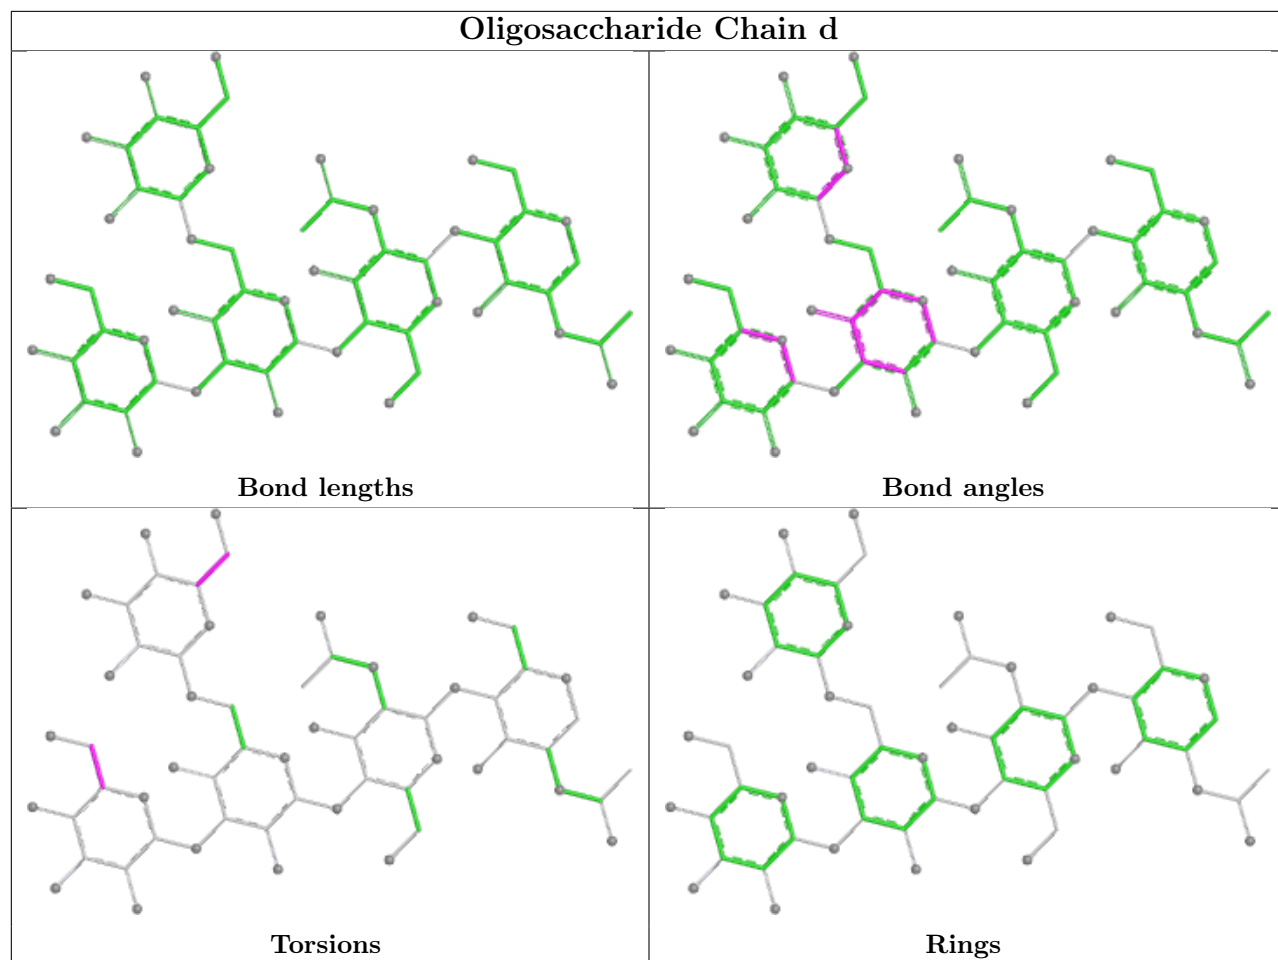 Oligosaccharide Chain d
Bond lengths
Bond angles
Torsions
Rings